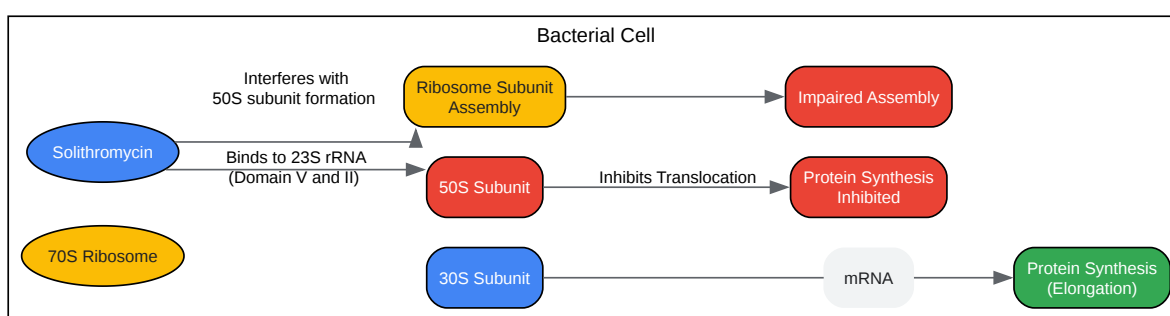 Bacterial Cell
Interferes with
50S subunit formation
Ribosome Subunit
Assembly
Impaired Assembly
Solithromycin
Binds to 23S rRNA
(Domain V and II)
50S Subunit
Inhibits Translocation
Protein Synthesis
Inhibited
70S Ribosome
30S Subunit
mRNA
Protein Synthesis
(Elongation)